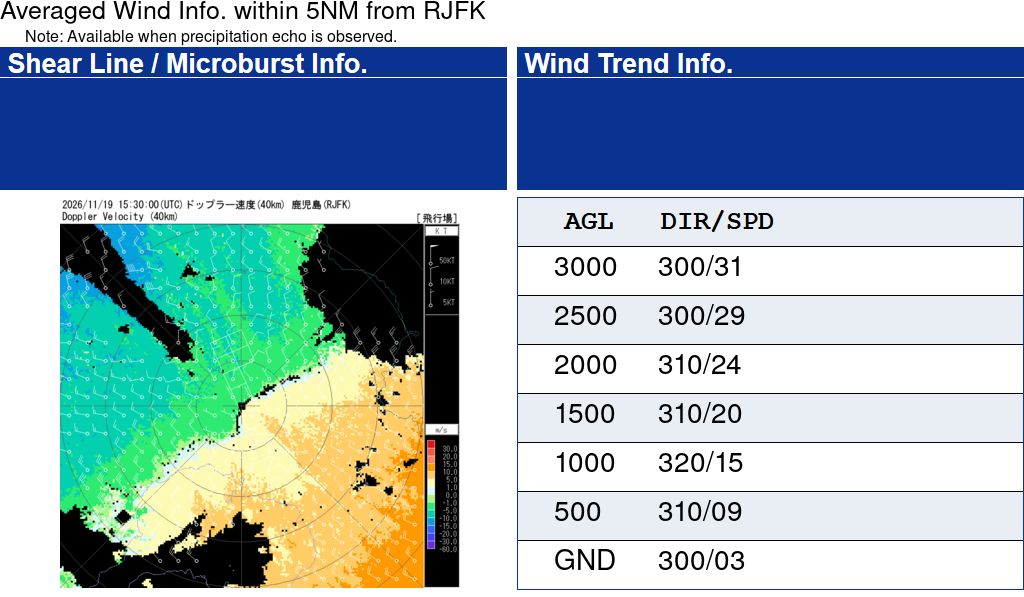 Averaged Wind Info. within 5NM from RJFK
Note: Available when precipitation echo is observed.
Shear Line / Microburst Info.
Wind Trend Info.
2026/11/19 15:30:00(UTC) ドップラー速度(40km) 鹿児島(RJFK)
Doppler Velocity (40km)
[飛行場]
KT
50KT
10KT
5KT
m/s
30.0
20.0
15.0
10.0
5.0
1.0
0.0
-1.0
-5.0
-10.0
-15.0
-20.0
-30.0
-60.0
AGL DIR/SPD
3000 300/31
2500 300/29
2000 310/24
1500 310/20
1000 320/15
500 310/09
GND 300/03